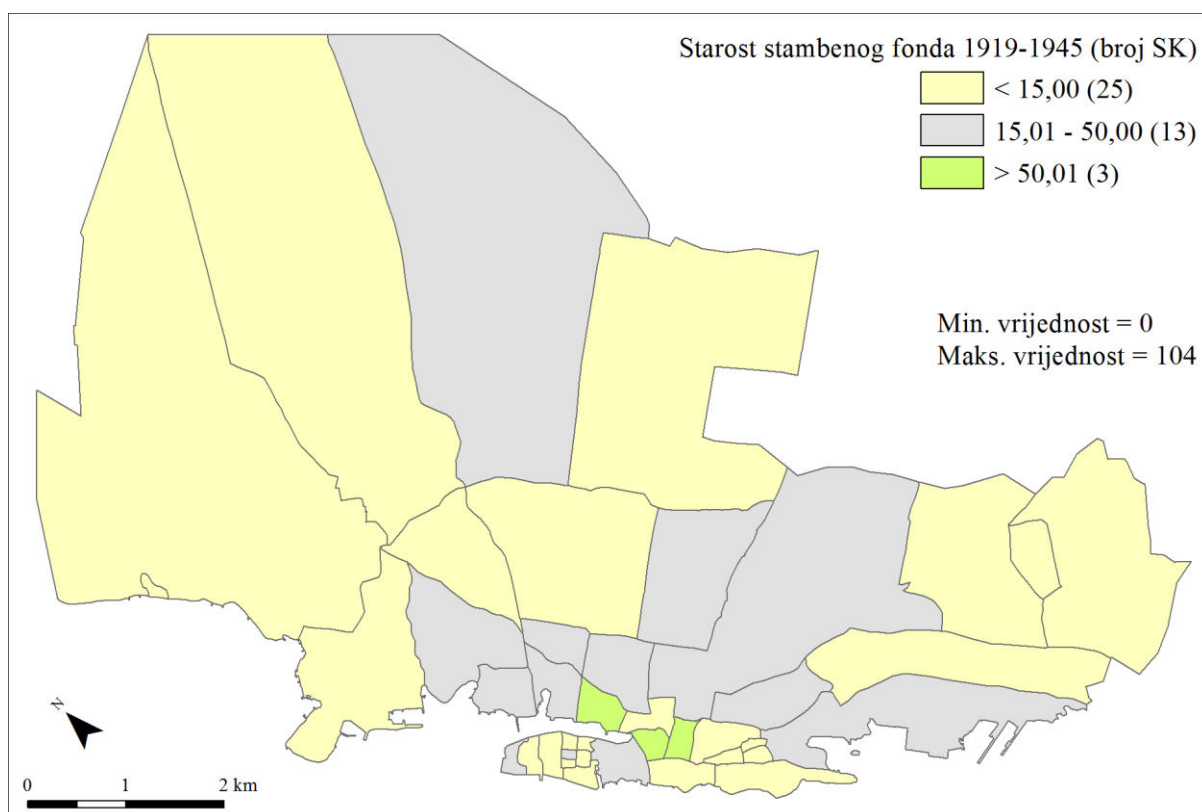 Starost stambenog fonda 1919-1945 (broj SK)
< 15,00 (25)
15,01 - 50,00 (13)
> 50,01 (3)
Min. vrijednost = 0
Maks. vrijednost = 104
N
0 1 2 km